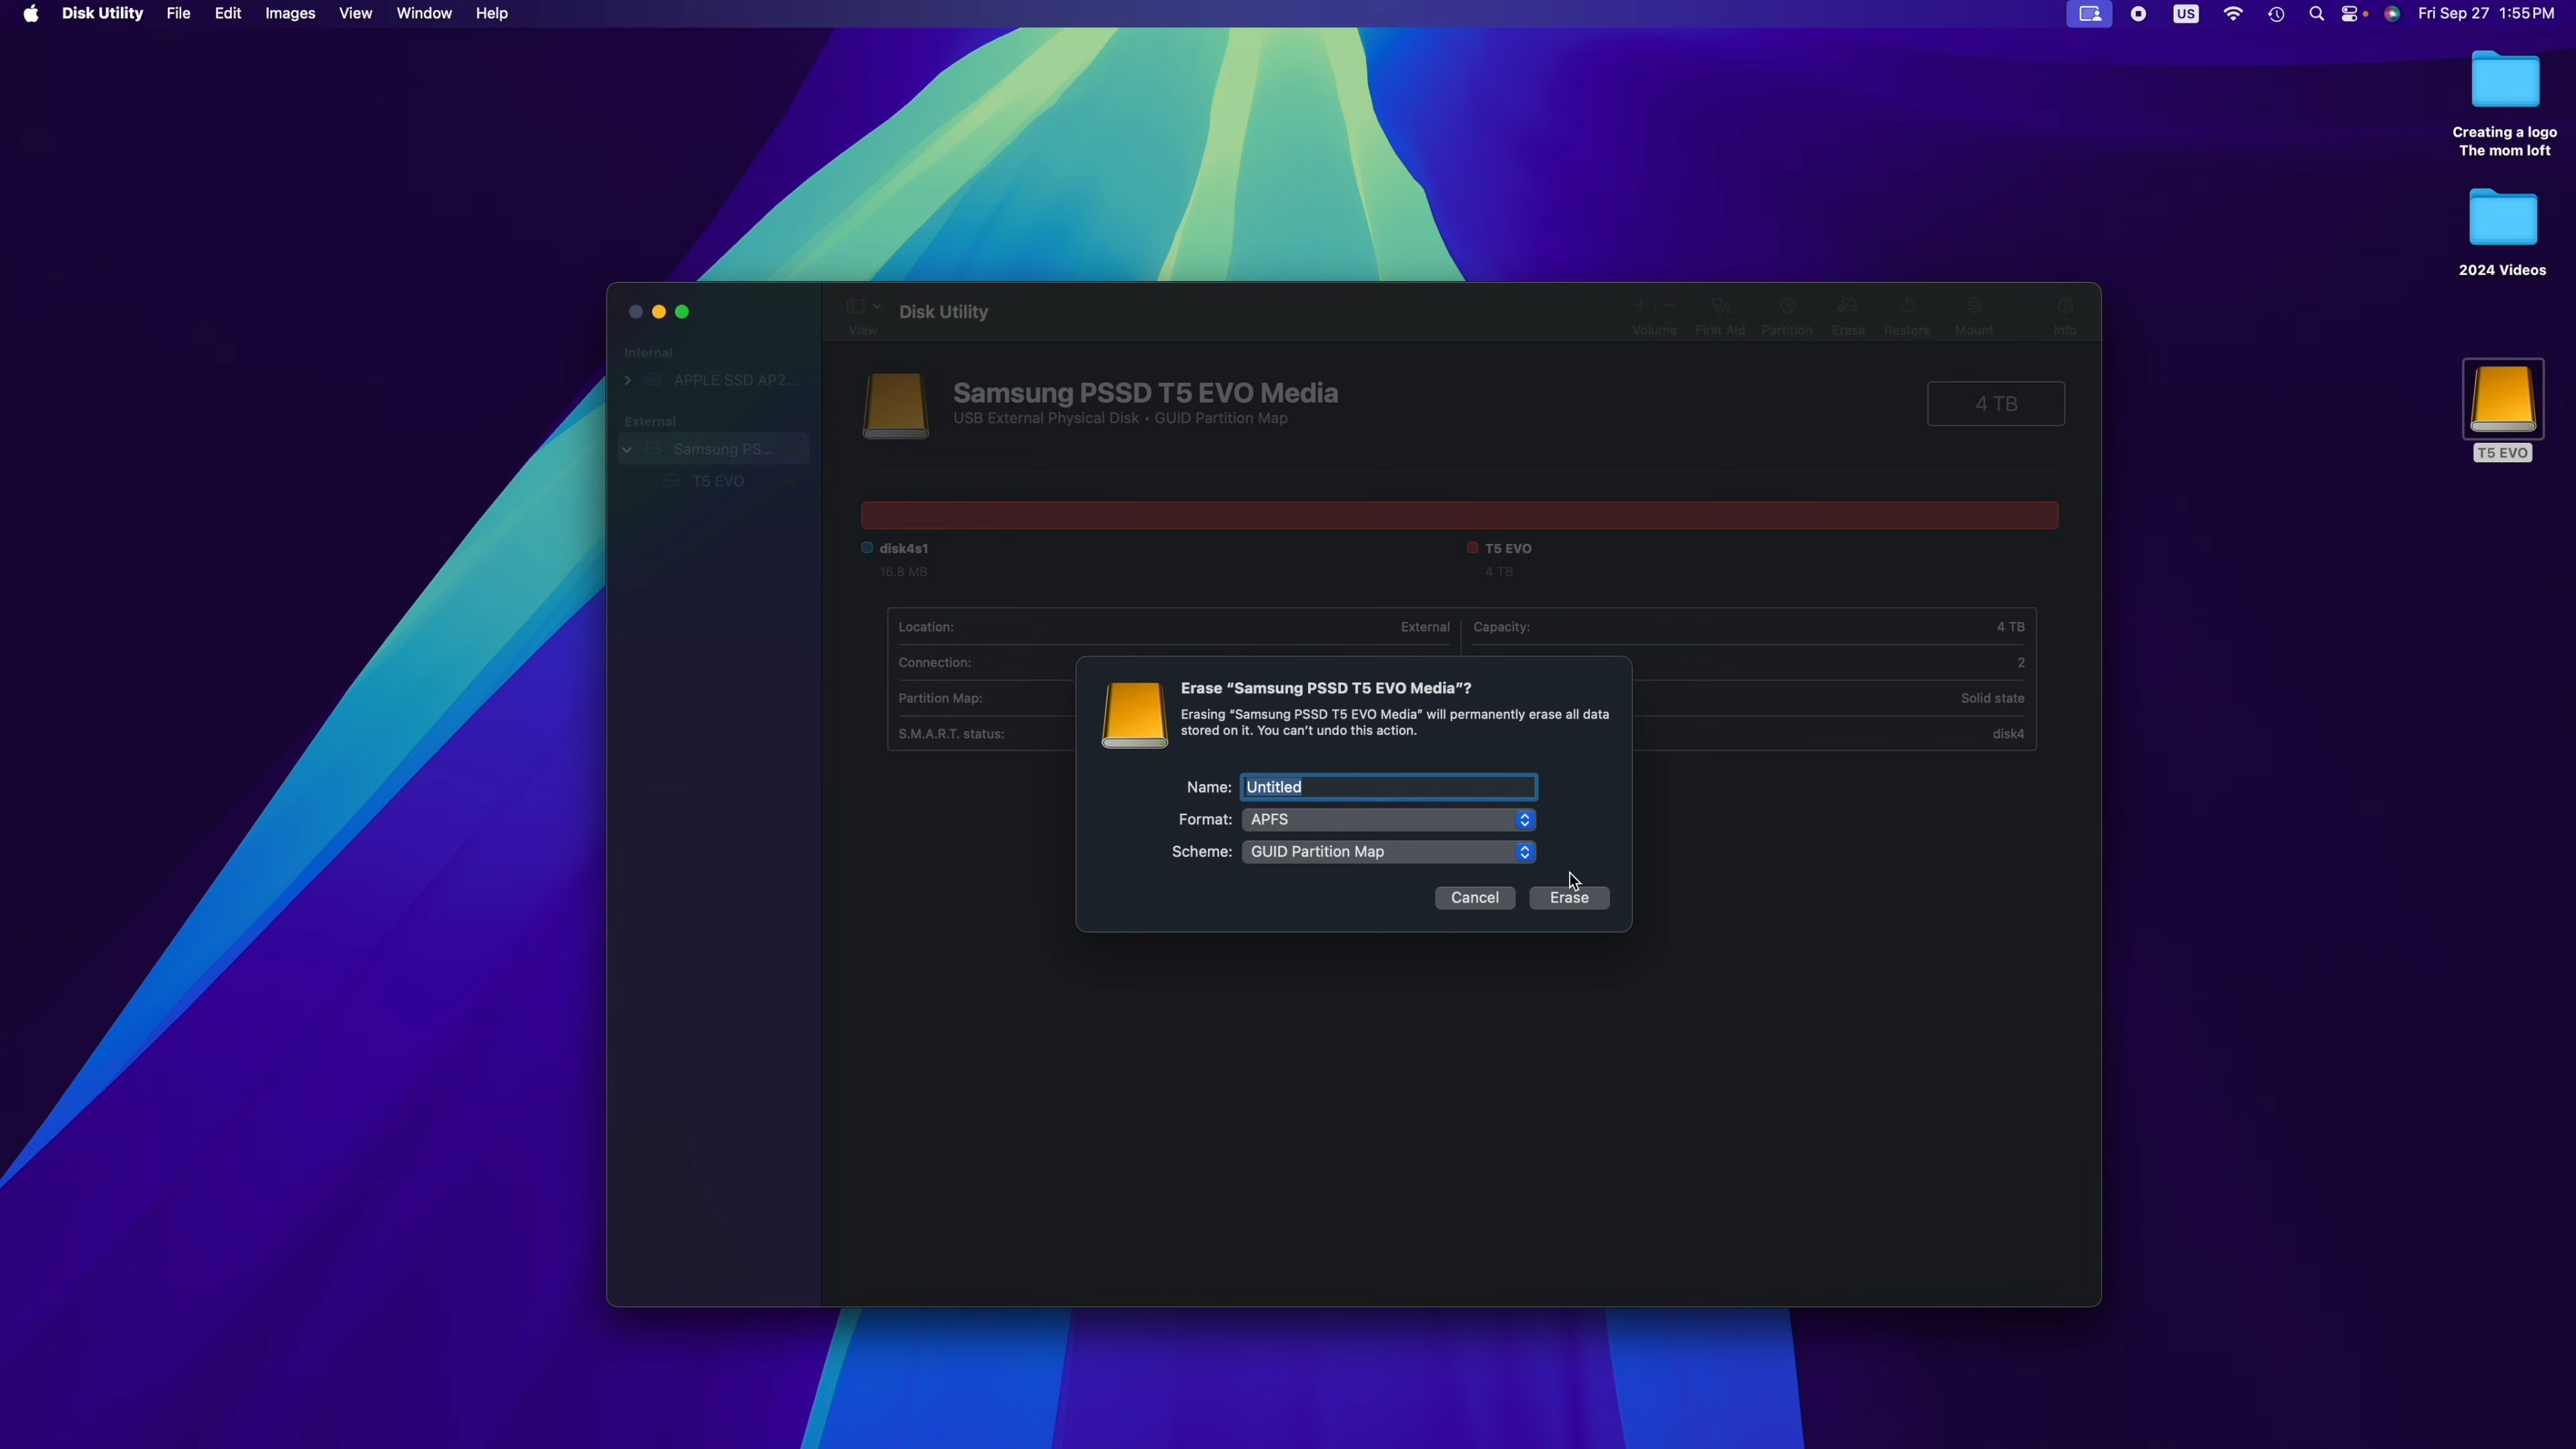 Disk Utility File Edit Images View Window Help US Fri Sep 27 1:55 PM
Creating a logo
The mom loft
2024 Videos
T5 EVO
View
Disk Utility
Volume First Aid Partition Erase Restore Mount Info
Internal
APPLE SSD AP2...
External
Samsung PS...
T5 EVO
Samsung PSSD T5 EVO Media
USB External Physical Disk • GUID Partition Map
4 TB
disk4s1
16.8 MB
T5 EVO
4 TB
Location: External
Capacity: 4 TB
Connection:
2
Partition Map:
Solid state
S.M.A.R.T. status:
disk4
Erase “Samsung PSSD T5 EVO Media”?
Erasing “Samsung PSSD T5 EVO Media” will permanently erase all data
stored on it. You can’t undo this action.
Name: Untitled
Format: APFS
Scheme: GUID Partition Map
Cancel Erase